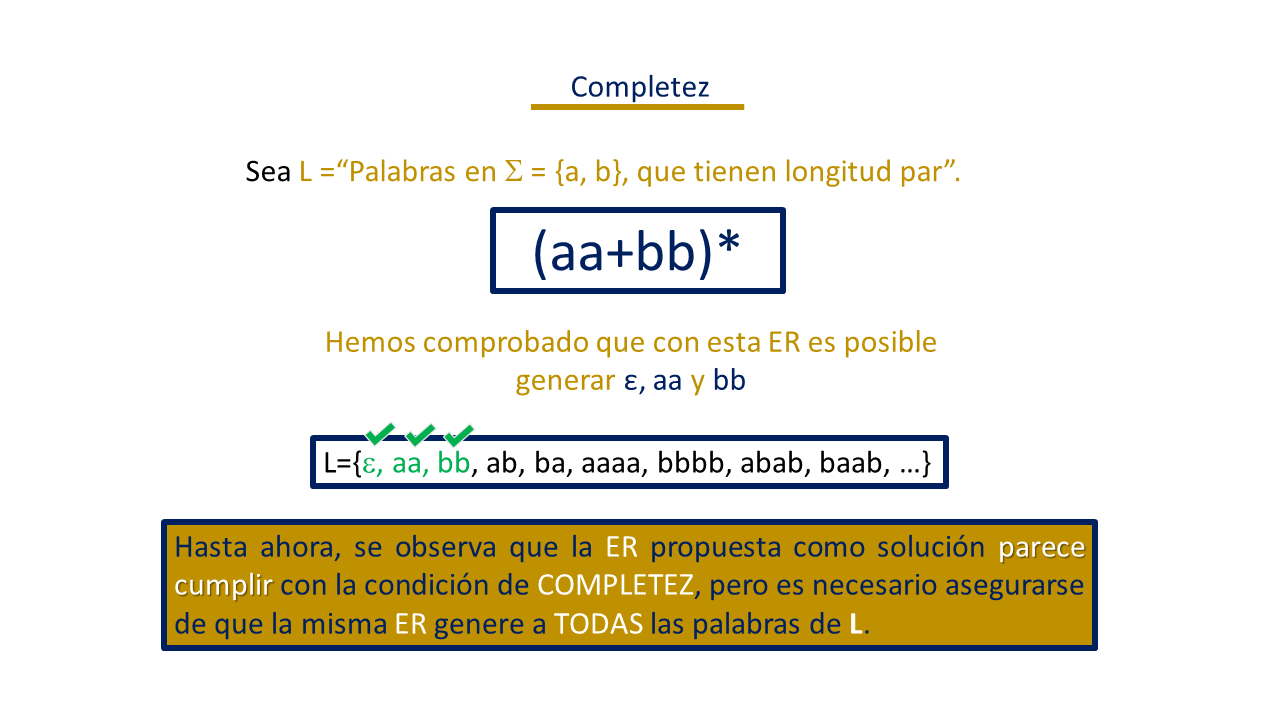 Completez
Sea L =“Palabras en Σ = {a, b}, que tienen longitud par”.
(aa+bb)*
Hemos comprobado que con esta ER es posible
generar ε, aa y bb
L={ε, aa, bb, ab, ba, aaaa, bbbb, abab, baab, …}
Hasta ahora, se observa que la ER propuesta como solución parece
cumplir con la condición de COMPLETEZ, pero es necesario asegurarse
de que la misma ER genere a TODAS las palabras de L.